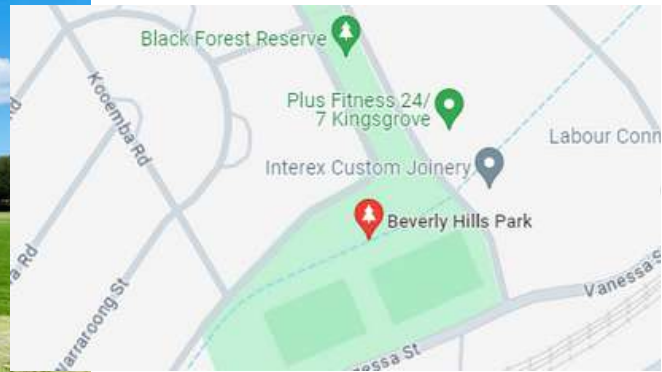 Black Forest Reserve
Kooemba Rd
Plus Fitness 24/
7 Kingsgrove
Labour Conn
Interex Custom Joinery
Beverly Hills Park
Warraroong St
Vanessa S
essa St